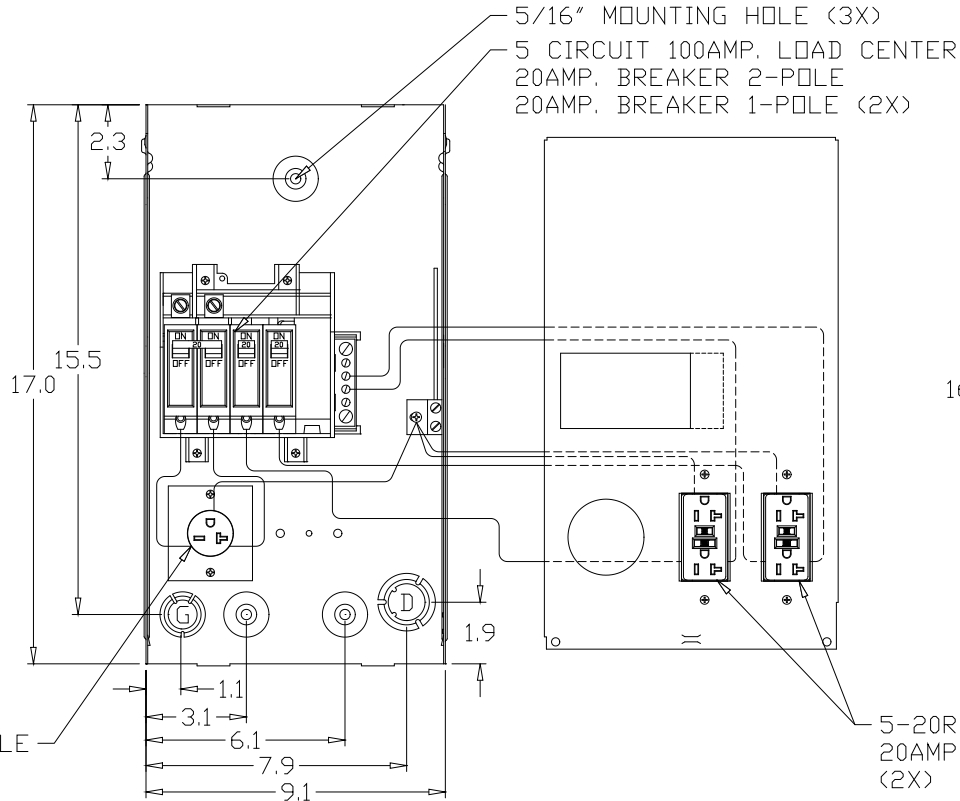 5/16" MOUNTING HOLE (3X)
5 CIRCUIT 100AMP. LOAD CENTER
20AMP. BREAKER 2-POLE
20AMP. BREAKER 1-POLE (2X)
2.3
15.5
17.0
ON ON ON ON
20 20 20
OFF OFF OFF OFF
G
D
1.9
1.1
3.1
6.1
7.9
9.1
5-20R
20AMP
(2X)